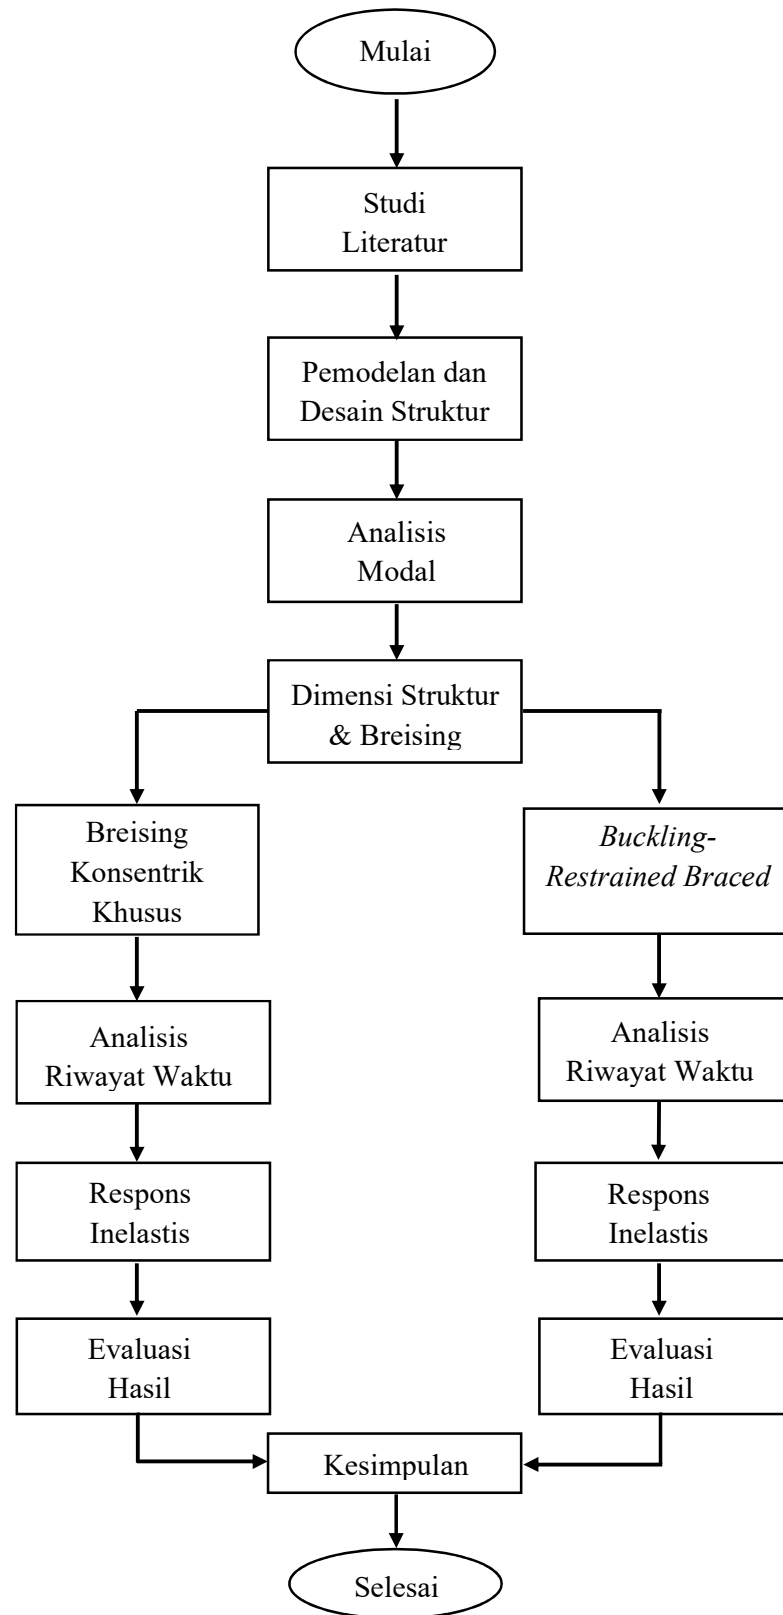 Mulai
Studi
Literatur
Pemodelan dan
Desain Struktur
Analisis
Modal
Dimensi Struktur
& Breising
Breising
Konsentrik
Khusus
Analisis
Riwayat Waktu
Respons
Inelastis
Evaluasi
Hasil
Buckling-
Restrained Braced
Analisis
Riwayat Waktu
Respons
Inelastis
Evaluasi
Hasil
Kesimpulan
Selesai